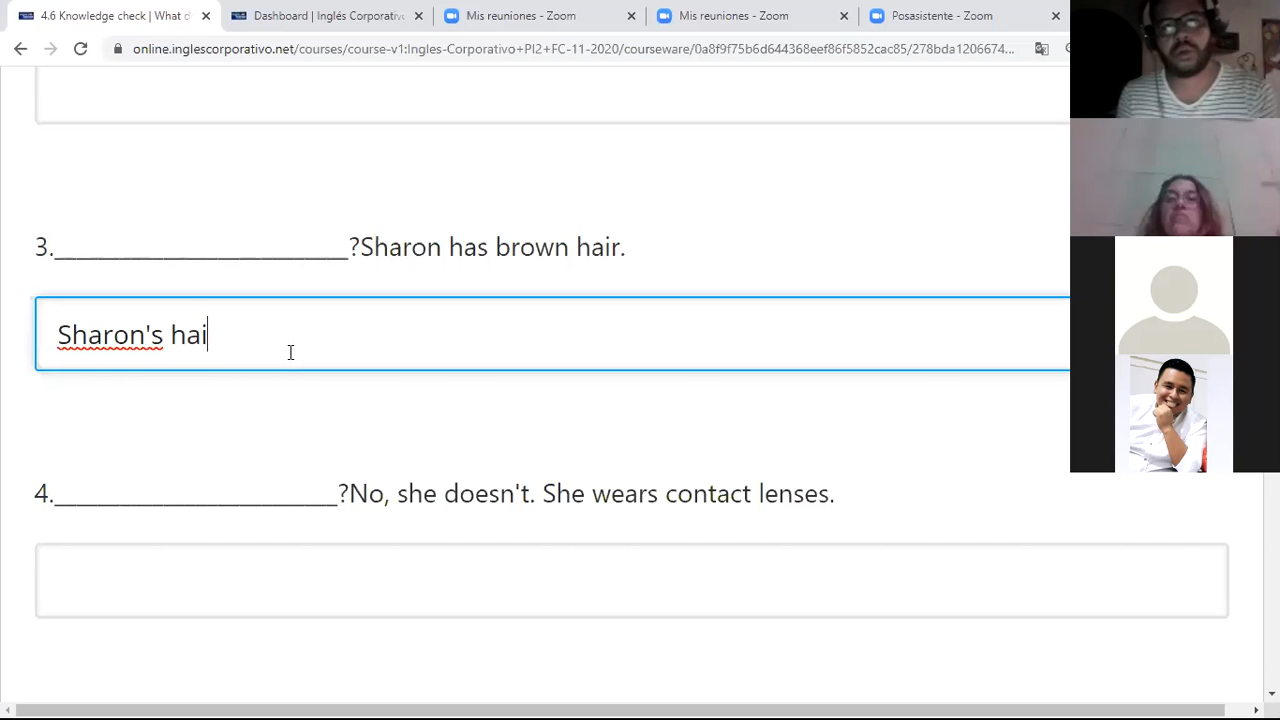 4.6 Knowledge check | What d
Dashboard | Inglés Corporativo
Mis reuniones - Zoom
Mis reuniones - Zoom
Posasistente - Zoom
online.inglescorporativo.net/courses/course-v1:Ingles-Corporativo+PI2+FC-11-2020/courseware/0a8f9f75b6d644368eef86f5852cac85/278bda1206674...
3.________________________?Sharon has brown hair.
Sharon's hai
4._______________________?No, she doesn't. She wears contact lenses.